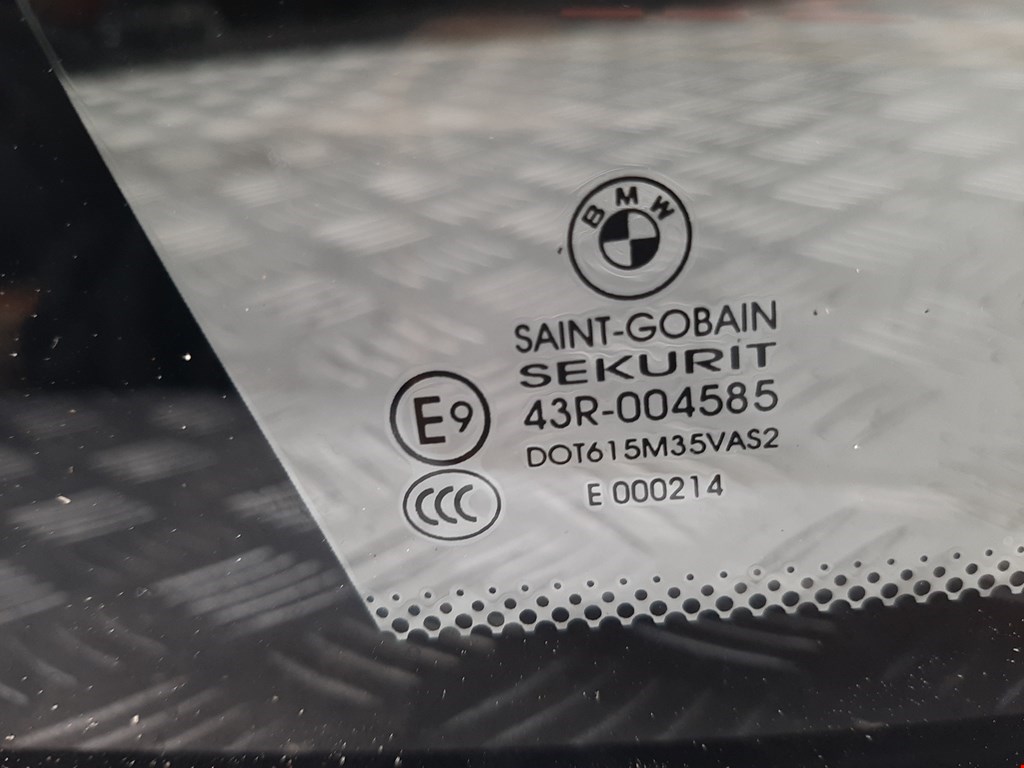 BMW
SAINT-GOBAIN
SEKURIT
E9
43R-004585
DOT615M35VAS2
CCC
E 000214